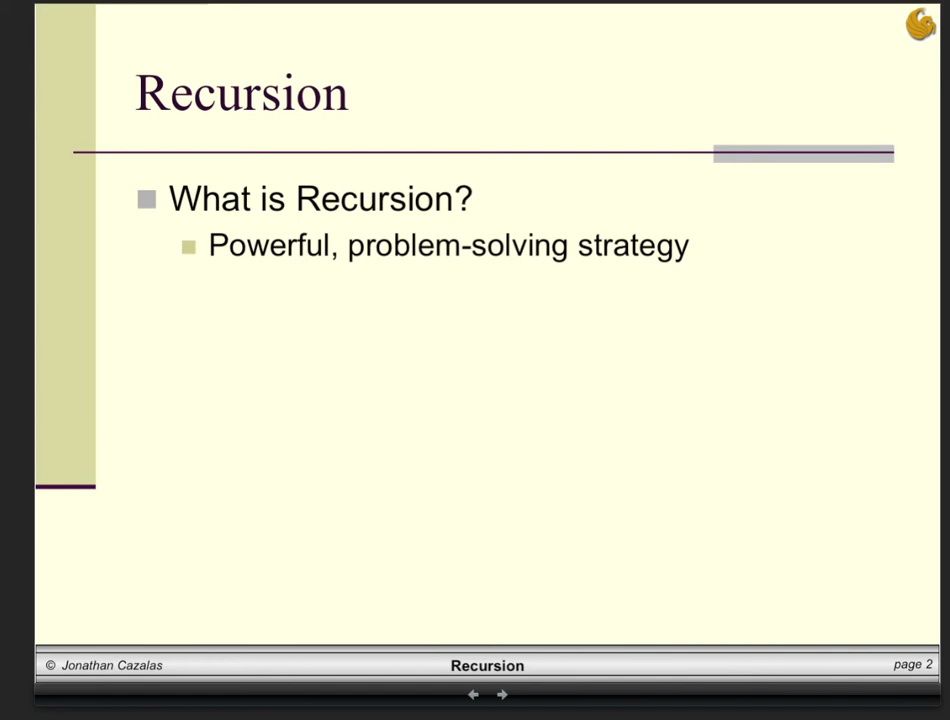 Recursion
What is Recursion?
Powerful, problem-solving strategy
© Jonathan Cazalas
Recursion
page 2